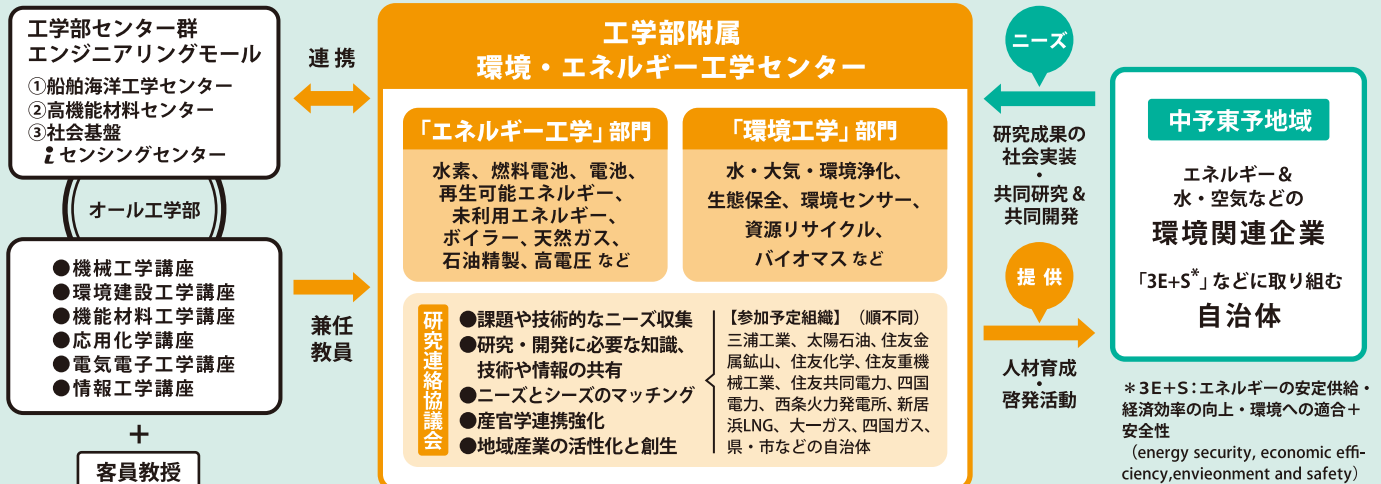 工学部センター群
エンジニアリングモール
①船舶海洋工学センター
②高機能材料センター
③社会基盤
iセンシングセンター
オール工学部
●機械工学講座
●環境建設工学講座
●機能材料工学講座
●応用化学講座
●電気電子工学講座
●情報工学講座
+
客員教授
連携
兼任
教員
工学部附属
環境・エネルギー工学センター
「エネルギー工学」部門
水素、燃料電池、電池、
再生可能エネルギー、
未利用エネルギー、
ボイラー、天然ガス、
石油精製、高電圧 など
「環境工学」部門
水・大気・環境浄化、
生態保全、環境センサー、
資源リサイクル、
バイオマス など
研究連絡協議会
●課題や技術的なニーズ収集
●研究・開発に必要な知識、
技術や情報の共有
●ニーズとシーズのマッチング
●産官学連携強化
●地域産業の活性化と創生
【参加予定組織】(順不同)
三浦工業、太陽石油、住友金
属鉱山、住友化学、住友重機
械工業、住友共同電力、四国
電力、西条火力発電所、新居
浜LNG、大一ガス、四国ガス、
県・市などの自治体
ニーズ
研究成果の
社会実装
・
共同研究&
共同開発
提供
人材育成
・
啓発活動
中予東予地域
エネルギー&
水・空気などの
環境関連企業
「3E+S*」などに取り組む
自治体
*3E+S:エネルギーの安定供給・
経済効率の向上・環境への適合+
安全性
(energy security, economic effi-
ciency,envieonment and safety)